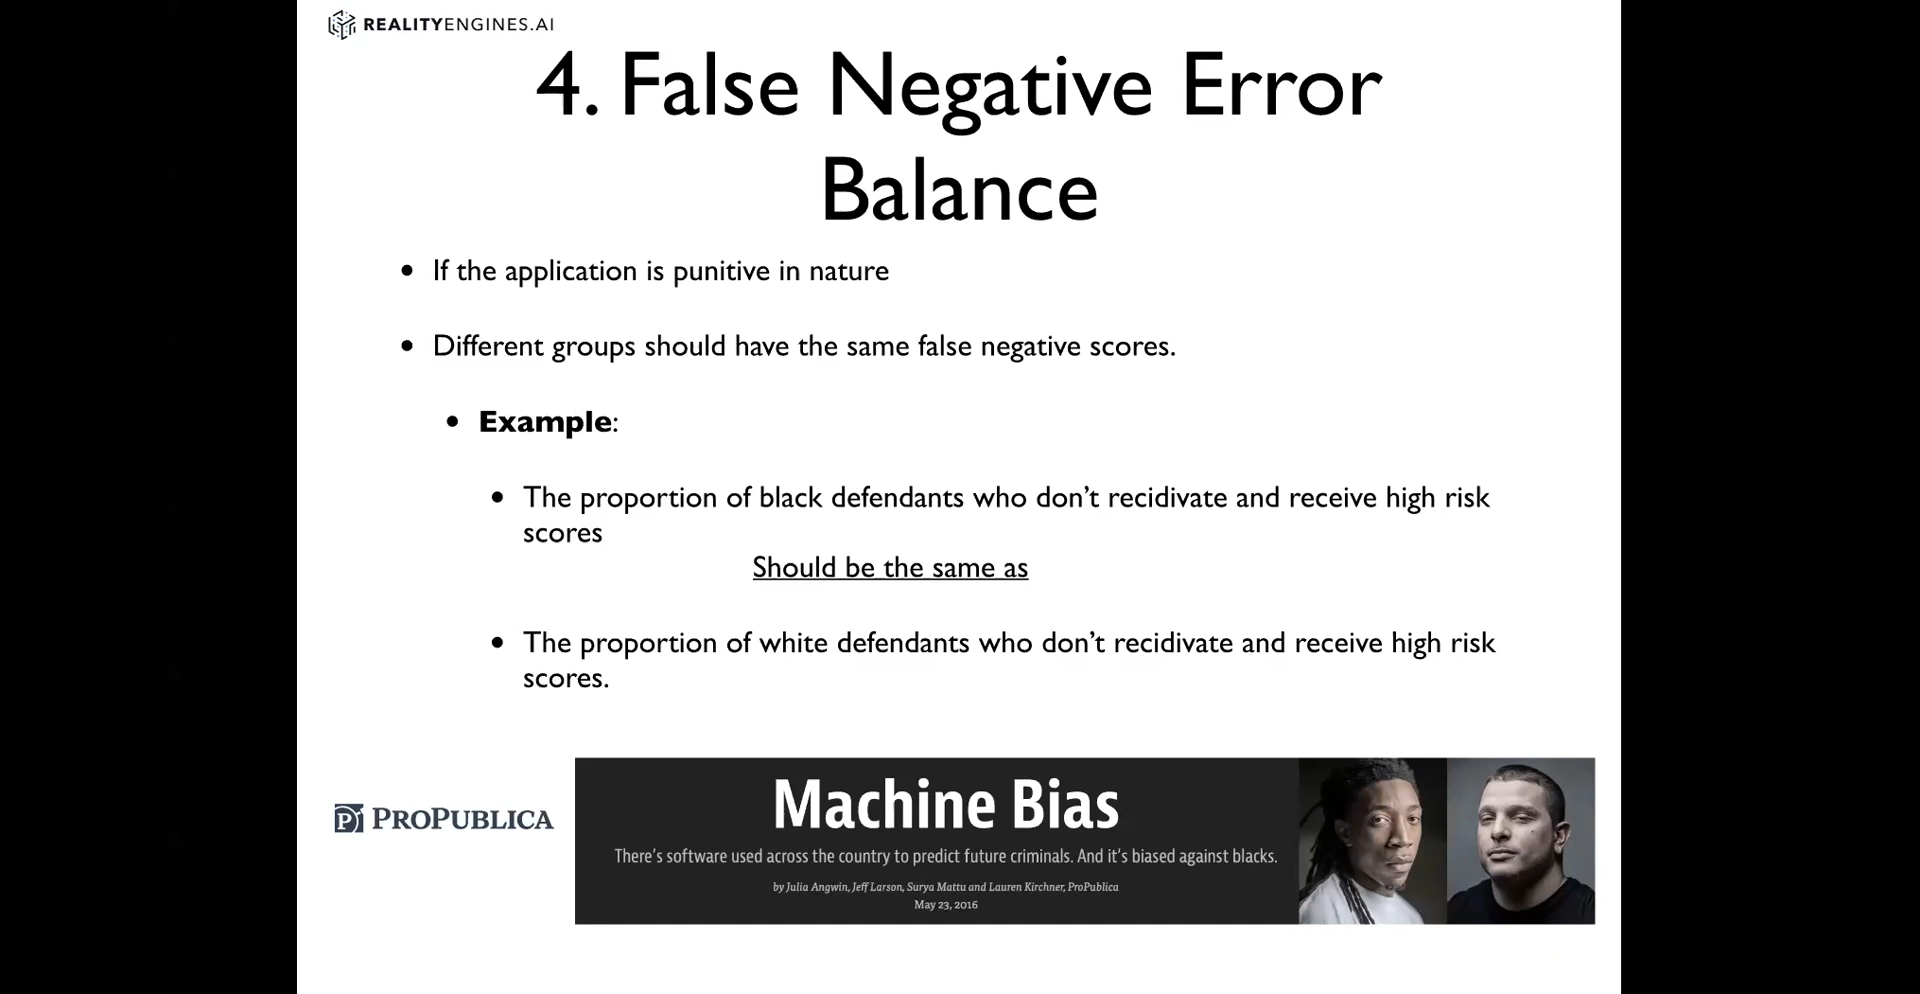 REALITYENGINES.AI
4. False Negative Error
Balance
• If the application is punitive in nature
• Different groups should have the same false negative scores.
• Example:
• The proportion of black defendants who don’t recidivate and receive high risk
scores
Should be the same as
• The proportion of white defendants who don’t recidivate and receive high risk
scores.
PROPUBLICA
Machine Bias
There’s software used across the country to predict future criminals. And it’s biased against blacks.
by Julia Angwin, Jeff Larson, Surya Mattu and Lauren Kirchner, ProPublica
May 23, 2016